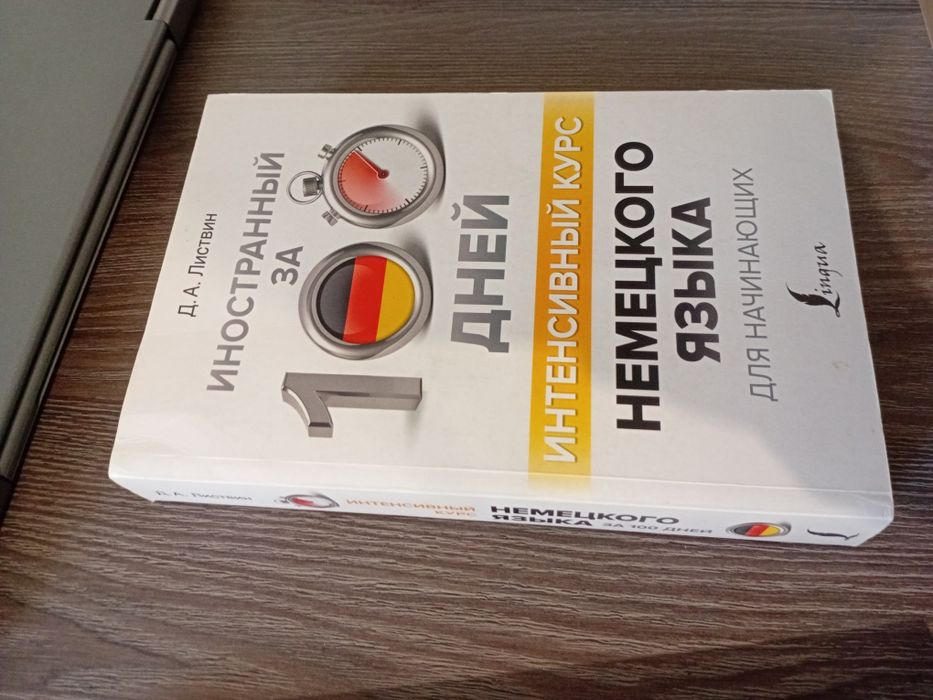 Д. А. Листвин
ИНОСТРАННЫЙ
ЗА
100
ДНЕЙ
ИНТЕНСИВНЫЙ КУРС
НЕМЕЦКОГО
ЯЗЫКА
ДЛЯ НАЧИНАЮЩИХ
Lingua
Д. А. Листвин
ИНТЕНСИВНЫЙ
КУРС
НЕМЕЦКОГО
ЯЗЫКА ЗА 100 ДНЕЙ